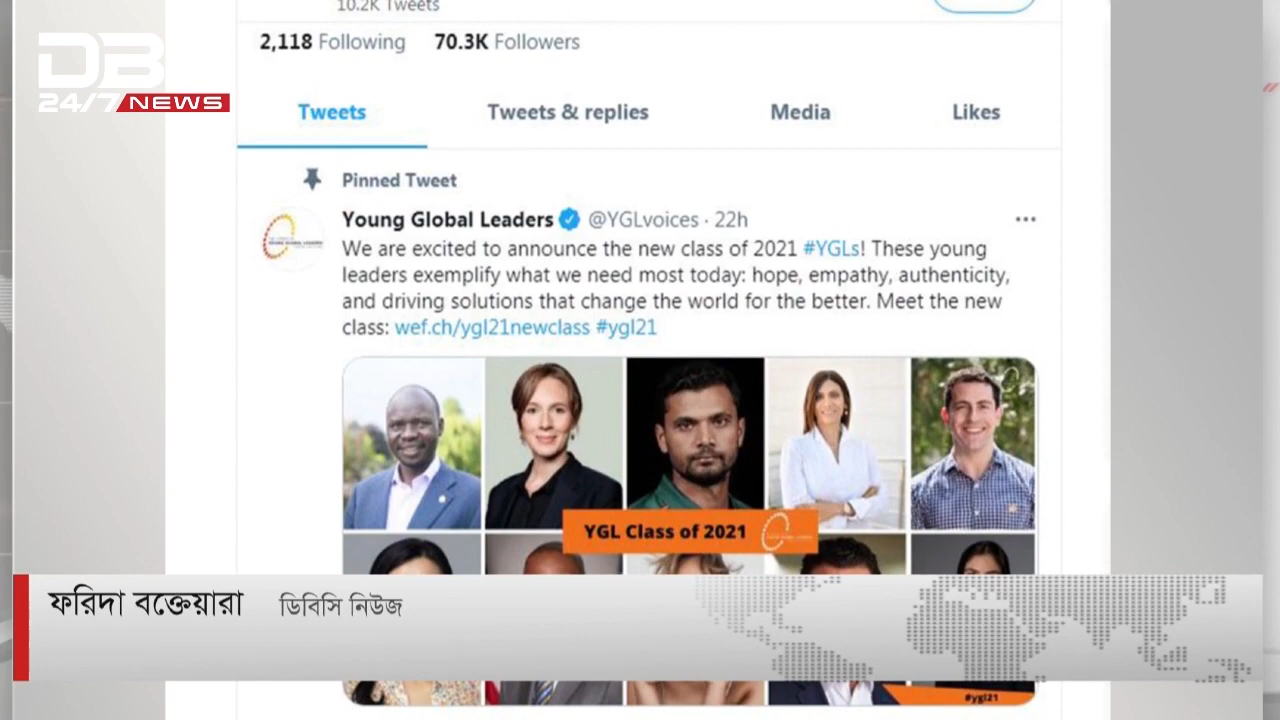 10.2K Tweets
2,118 Following 70.3K Followers
DB
24/7 NEWS
Tweets Tweets & replies Media Likes
Pinned Tweet
Young Global Leaders @YGLvoices · 22h
We are excited to announce the new class of 2021 #YGLs! These young
leaders exemplify what we need most today: hope, empathy, authenticity,
and driving solutions that change the world for the better. Meet the new
class: wef.ch/ygl21newclass #ygl21
YGL Class of 2021
ফরিদা বক্তেয়ারা ডিবিসি নিউজ
#ygl21